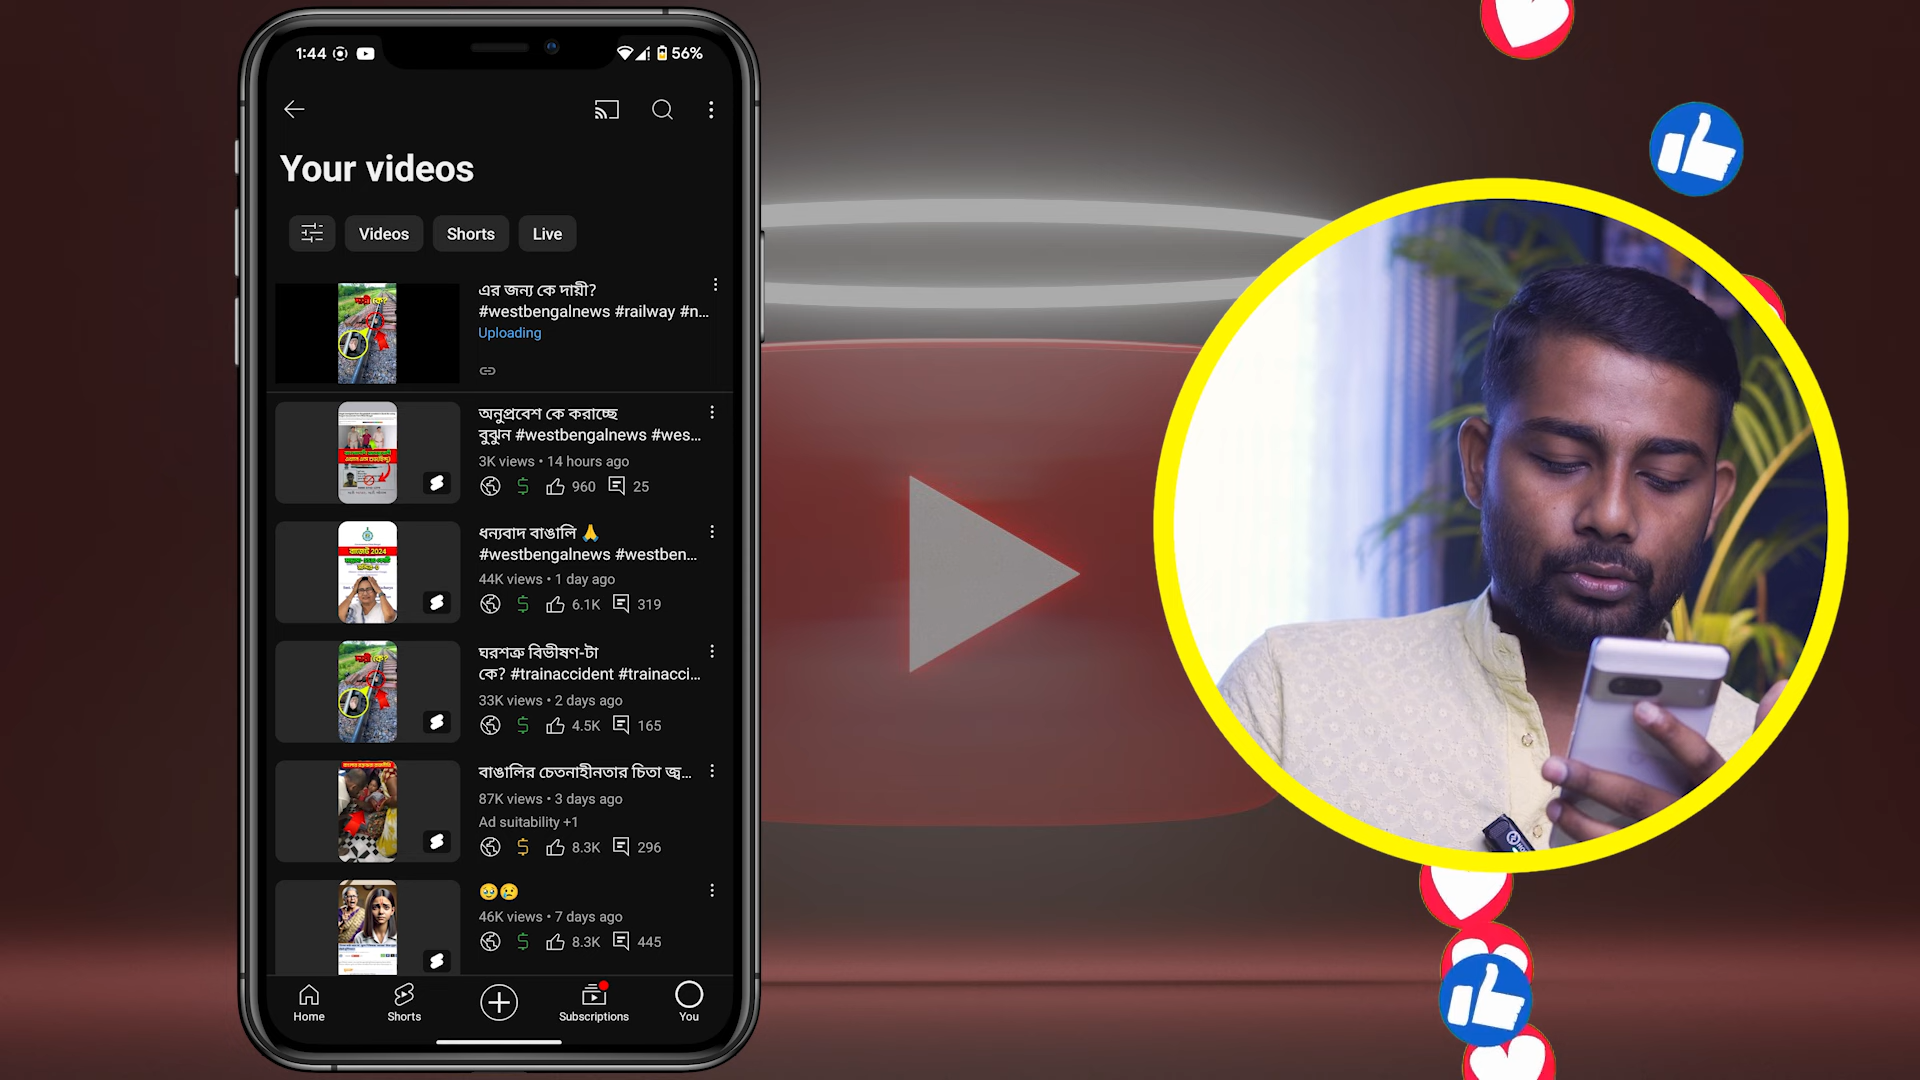 1:44
56%
Your videos
Videos
Shorts
Live
দায়ী কে?
এর জন্য কে দায়ী?
#westbengalnews #railway #n...
Uploading
অনুপ্রবেশ কে করাচ্ছে
বুঝুন #westbengalnews #wes...
3K views • 14 hours ago
960
25
বাজেট 2024
ধন্যবাদ বাঙালি 🙏
#westbengalnews #westben...
44K views • 1 day ago
6.1K
319
দায়ী কে?
ঘরশত্রু বিভীষণ-টা
কে? #trainaccident #trainacci...
33K views • 2 days ago
4.5K
165
বাঙালির চেতনাহীনতার চিতা জ্ব...
87K views • 3 days ago
Ad suitability +1
8.3K
296
🥹😢
46K views • 7 days ago
8.3K
445
Home
Shorts
Subscriptions
You